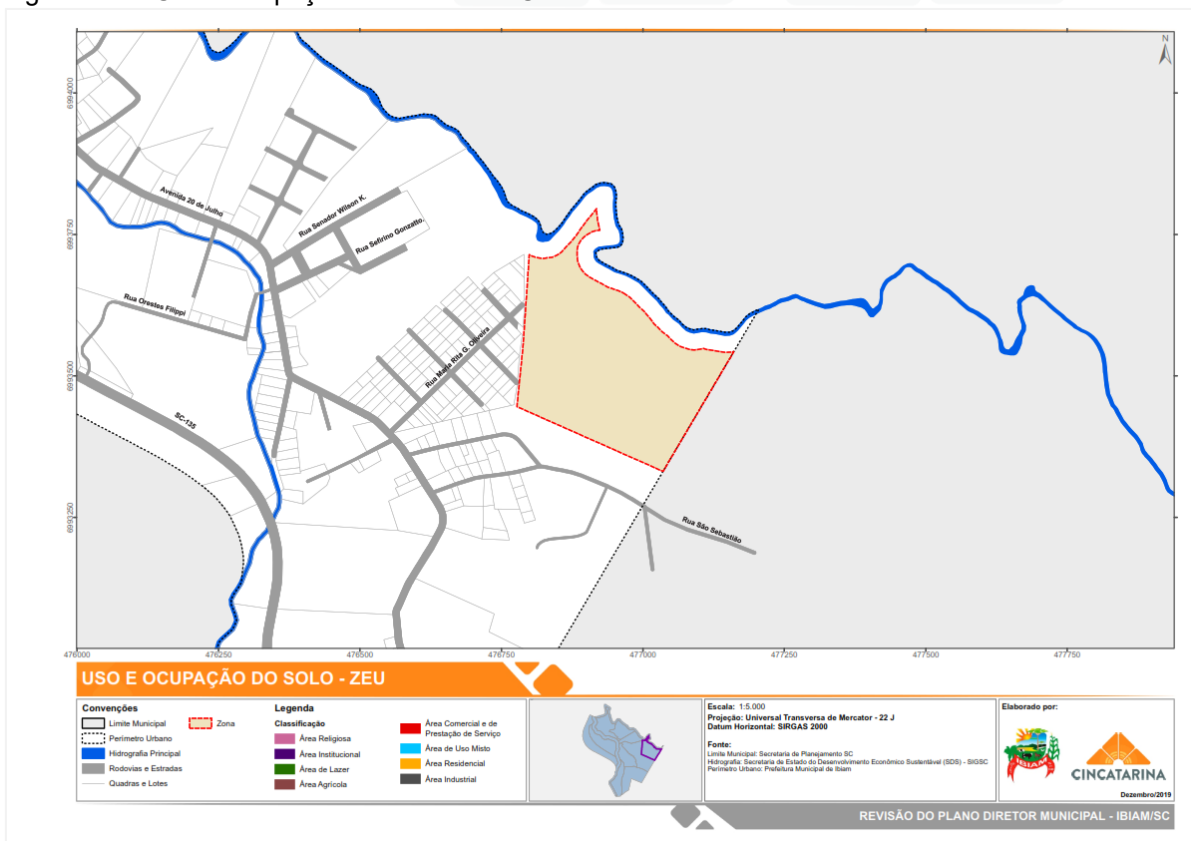 N
6994000
6993750
6993500
6993250
Avenida 20 de Julho
Rua Senador Wilson K.
Rua Sefirino Gonzatto.
Rua Orestes Filippi
Rua Maria Rita G. Oliveira
SC-135
Rua São Sebastião
476000 476250 476500 476750 477000 477250 477500 477750
USO E OCUPAÇÃO DO SOLO - ZEU
Convenções
Limite Municipal
Zona
Perímetro Urbano
Hidrografia Principal
Rodovias e Estradas
Quadras e Lotes
Legenda
Classificação
Área Religiosa
Área Institucional
Área de Lazer
Área Agrícola
Área Comercial e de
Prestação de Serviço
Área de Uso Misto
Área Residencial
Área Industrial
Escala: 1:5.000
Projeção: Universal Transversa de Mercator - 22 J
Datum Horizontal: SIRGAS 2000
Fonte:
Limite Municipal: Secretaria de Planejamento SC
Hidrografia: Secretaria de Estado do Desenvolvimento Econômico Sustentável (SDS) - SIGSC
Perímetro Urbano: Prefeitura Municipal de Ibiam
Elaborado por:
IBIAM
CINCATARINA
Dezembro/2019
REVISÃO DO PLANO DIRETOR MUNICIPAL - IBIAM/SC